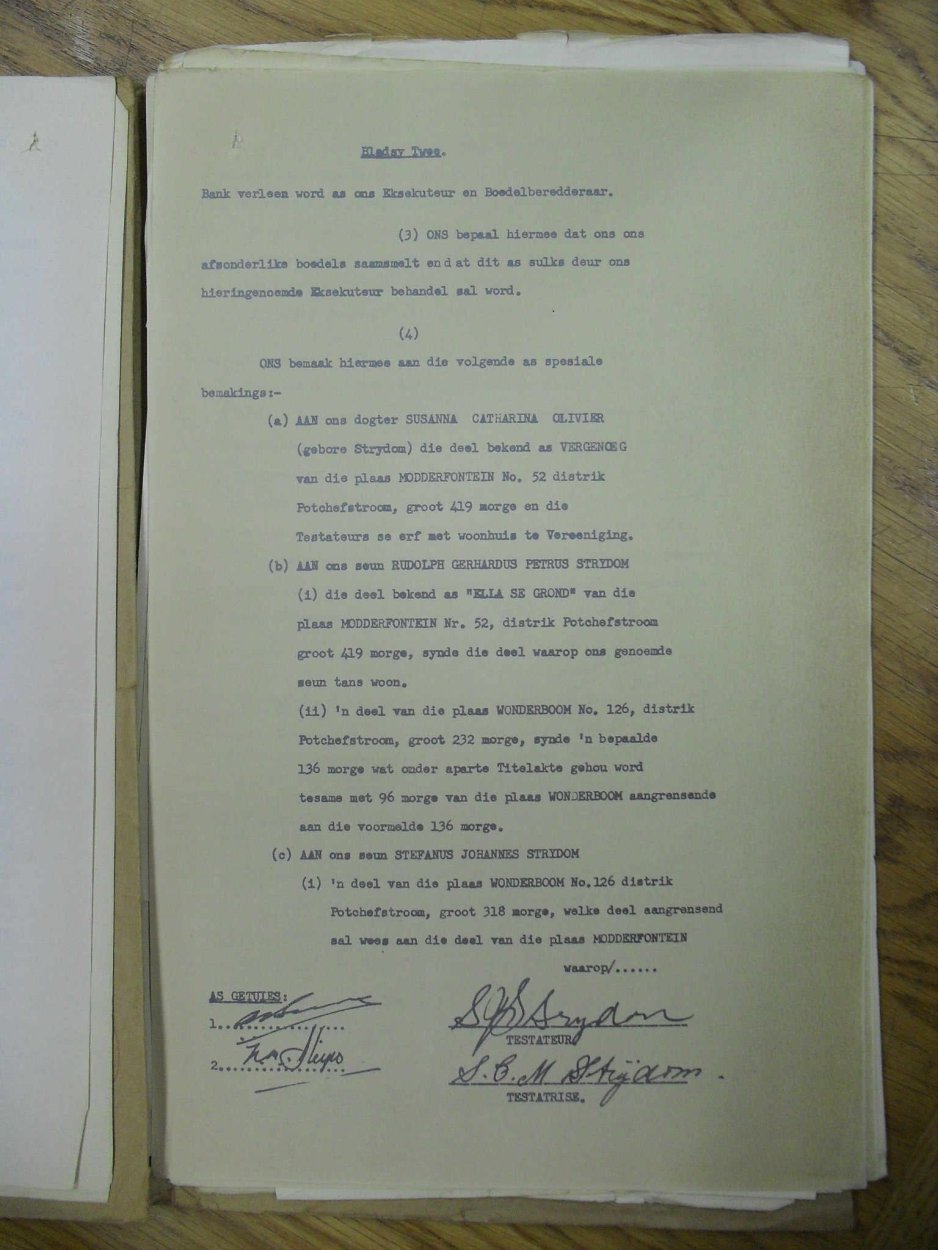 Bladsy Twee.
Bank verleen word as ons Eksekuteur en Boedelberedderaar.
(3) ONS bepaal hiermee dat ons ons
afsonderlike boedels saamsmelt endat dit as sulks deur ons
hieringenoemde Eksekuteur behandel sal word.
(4)
ONS bemaak hiermee aan die volgende as spesiale
bemakings:-
(a) AAN ons dogter SUSANNA CATHARINA OLIVIER
(gebore Strydom) die deel bekend as VERGENOEG
van die plaas MODDERFONTEIN No. 52 distrik
Potchefstroom, groot 419 morge en die
Testateurs se erf met woonhuis te Vereeniging.
(b) AAN ons seun RUDOLPH GERHARDUS PETRUS STRYDOM
(i) die deel bekend as "ELLA SE GROND" van die
plaas MODDERFONTEIN Nr. 52, distrik Potchefstroom
groot 419 morge, synde die deel waarop ons genoemde
seun tans woon.
(ii) 'n deel van die plaas WONDERBOOM No. 126, distrik
Potchefstroom, groot 232 morge, synde 'n bepaalde
136 morge wat onder aparte Titelakte gehou word
tesame met 96 morge van die plaas WONDERBOOM aangrensende
aan die voormelde 136 morge.
(c) AAN ons seun STEFANUS JOHANNES STRYDOM
(i) 'n deel van die plaas WONDERBOOM No.126 distrik
Potchefstroom, groot 318 morge, welke deel aangrensend
sal wees aan die deel van die plaas MODDERFONTEIN
waarop/......
AS GETUIES:
1..................
2..................
Strydom
TESTATEUR
S. C. M Strydom.
TESTATRISE.